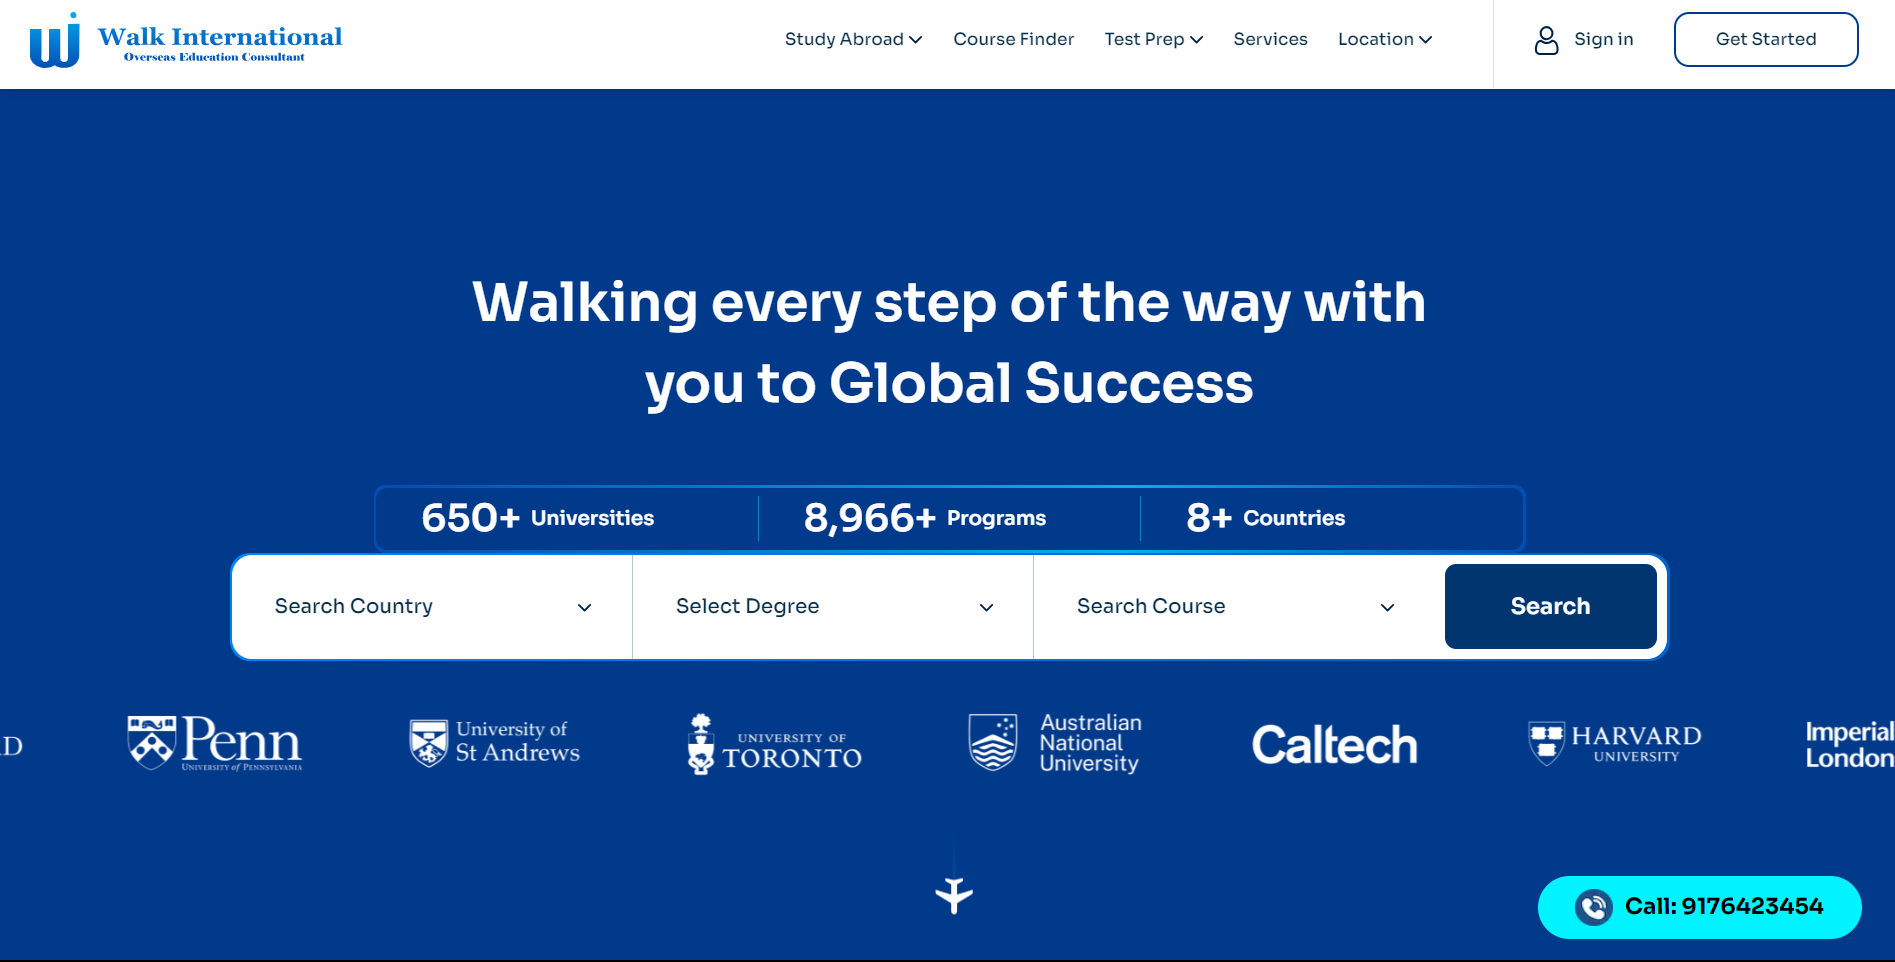 Walk International
Overseas Education Consultant
Study Abroad
Course Finder
Test Prep
Services
Location
Sign in
Get Started
Walking every step of the way with
you to Global Success
650+ Universities
8,966+ Programs
8+ Countries
Search Country
Select Degree
Search Course
Search
Penn
UNIVERSITY of PENNSYLVANIA
University of
St Andrews
UNIVERSITY OF
TORONTO
Australian
National
University
Caltech
HARVARD
UNIVERSITY
Imperial
London
Call: 9176423454